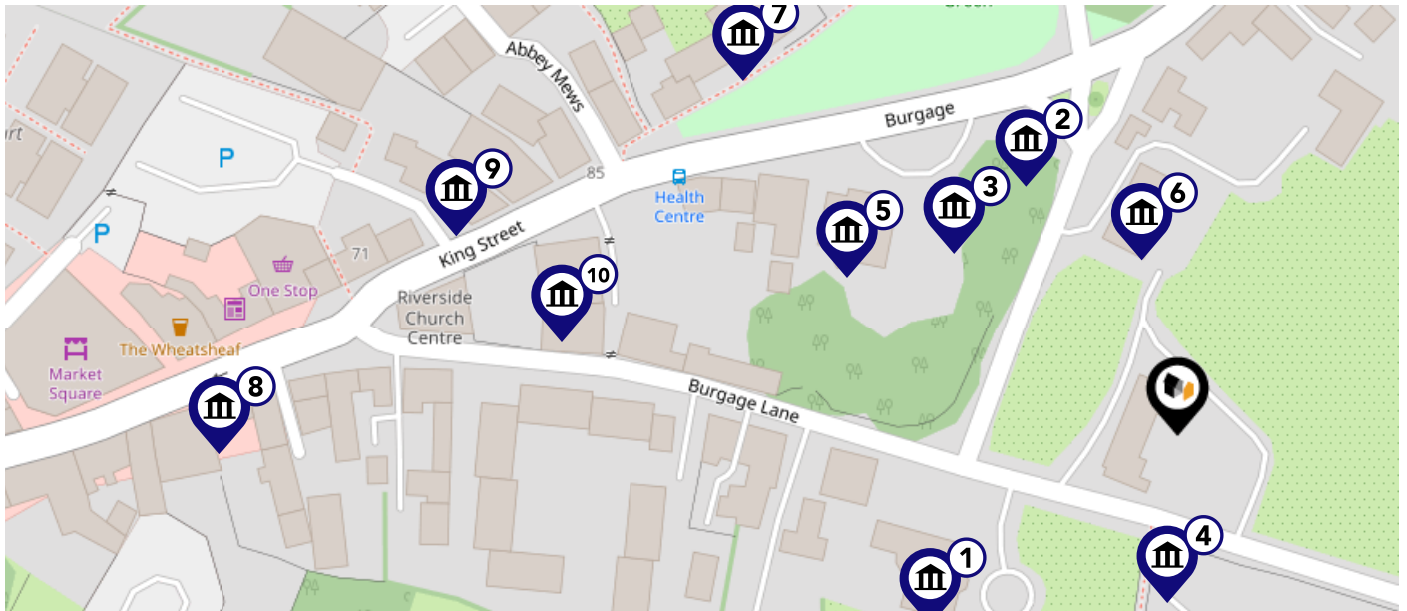 7
Green
Abbey Mews
Burgage
2
P
85
9
Health
Centre
3
6
5
P
King Street
71
10
One Stop
Riverside
Church
Centre
The Wheatsheaf
Market
Square
8
Burgage Lane
4
1